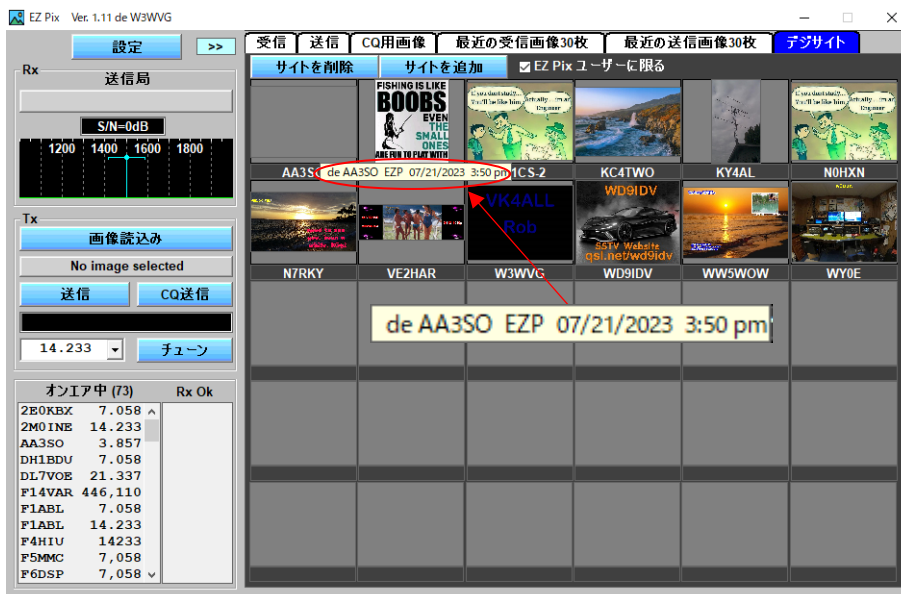 EZ Pix Ver. 1.11 de W3WVG
設定
>>
受信
送信
CQ用画像
最近の受信画像30枚
最近の送信画像30枚
デジサイト
サイトを削除
サイトを追加
EZ Pix ユーザーに限る
Rx
送信局
S/N=0dB
1200 1400 1600 1800
Tx
画像読込み
No image selected
送信
CQ送信
14.233
チューン
オンエア中 (73)
Rx Ok
2E0KBX 7.058
2M0INE 14.233
AA3SO 3.857
DH1BDU 7.058
DL7VOE 21.337
F14VAR 446,110
F1ABL 7.058
F1ABL 14.233
F4HIU 14233
F5MMC 7,058
F6DSP 7,058
FISHING IS LIKE
BOOBS
EVEN
THE
SMALL
ONES
ARE FUN TO PLAY WITH
AA3S
de AA3SO EZP 07/21/2023 3:50 pm
CS-2
KC4TWO
KY4AL
N0HXN
VK4ALL
Rob
WD9IDV
SSTV Website
qsl.net/wd9idv
N7RKY
VE2HAR
W3WVG
WD9IDV
WW5WOW
WY0E
de AA3SO EZP 07/21/2023 3:50 pm